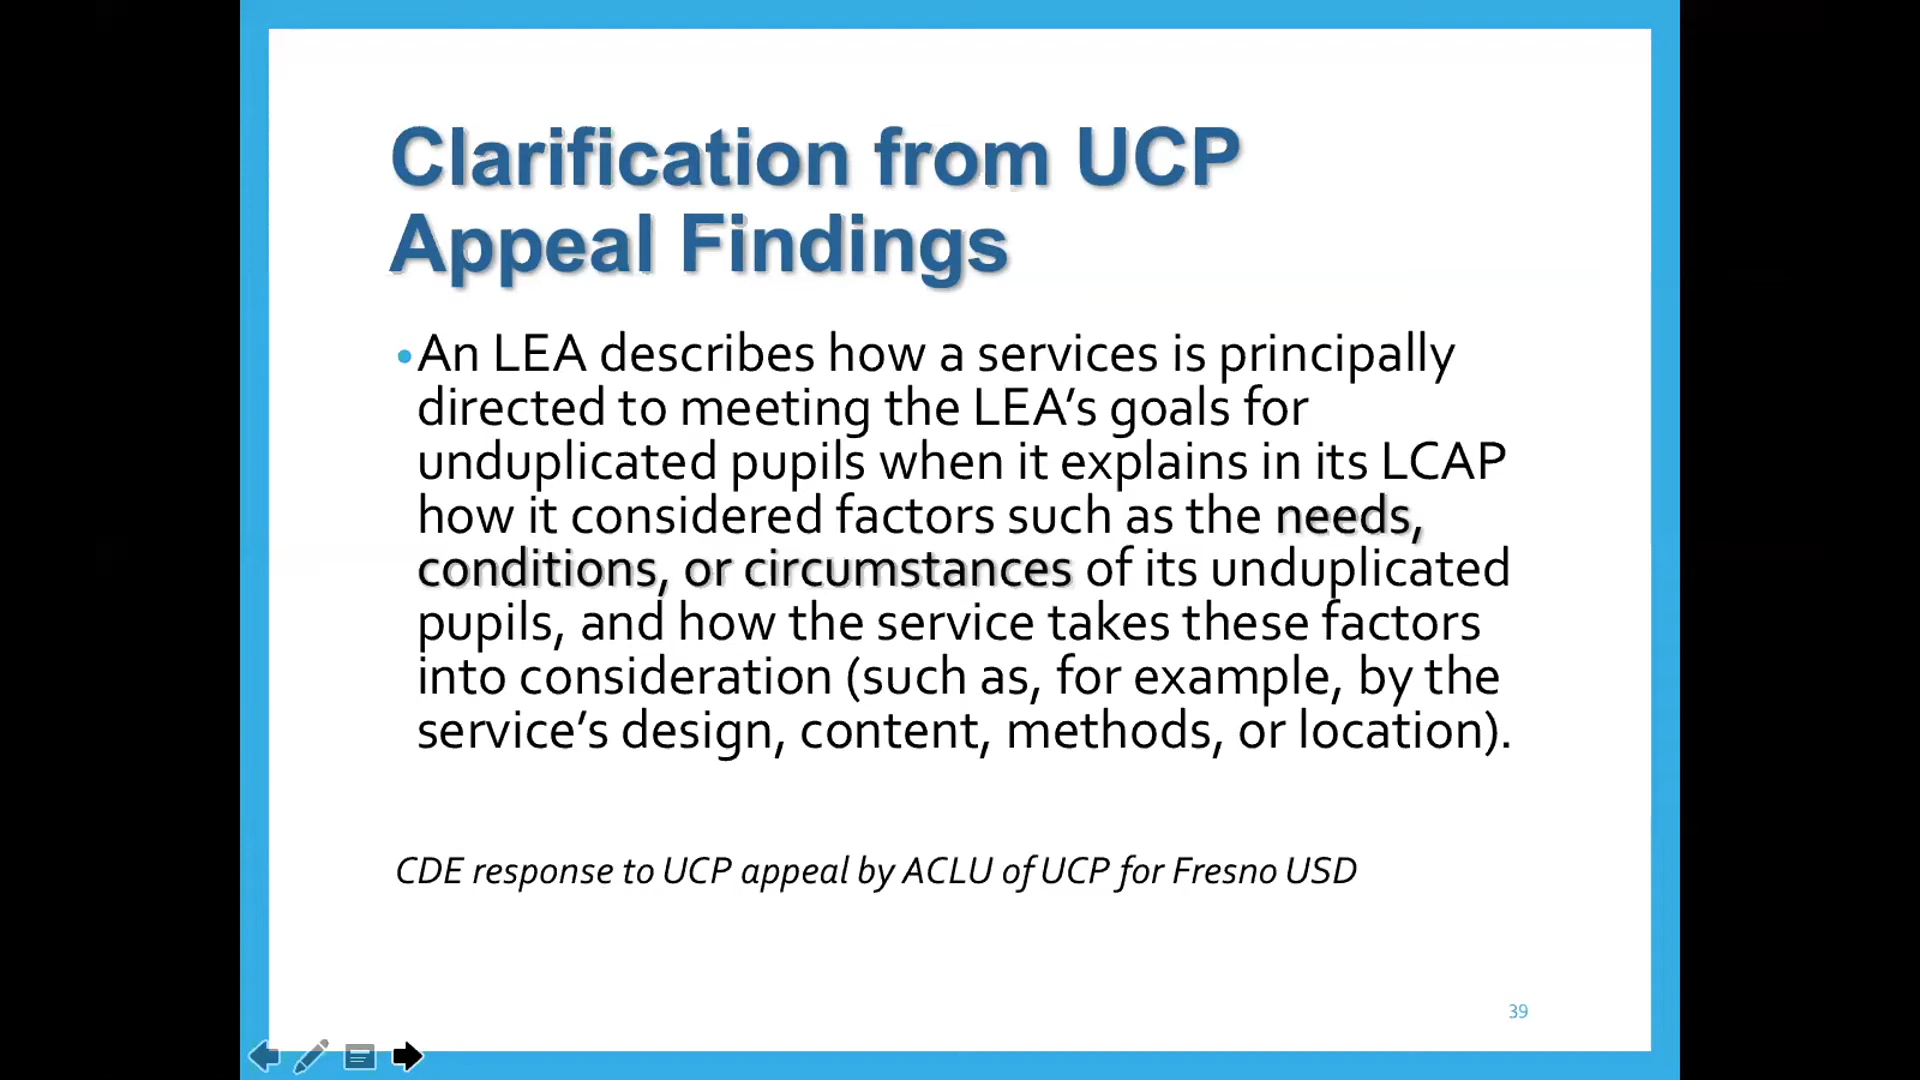 Clarification from UCP
Appeal Findings
•An LEA describes how a services is principally
directed to meeting the LEA’s goals for
unduplicated pupils when it explains in its LCAP
how it considered factors such as the needs,
conditions, or circumstances of its unduplicated
pupils, and how the service takes these factors
into consideration (such as, for example, by the
service’s design, content, methods, or location).
CDE response to UCP appeal by ACLU of UCP for Fresno USD
39